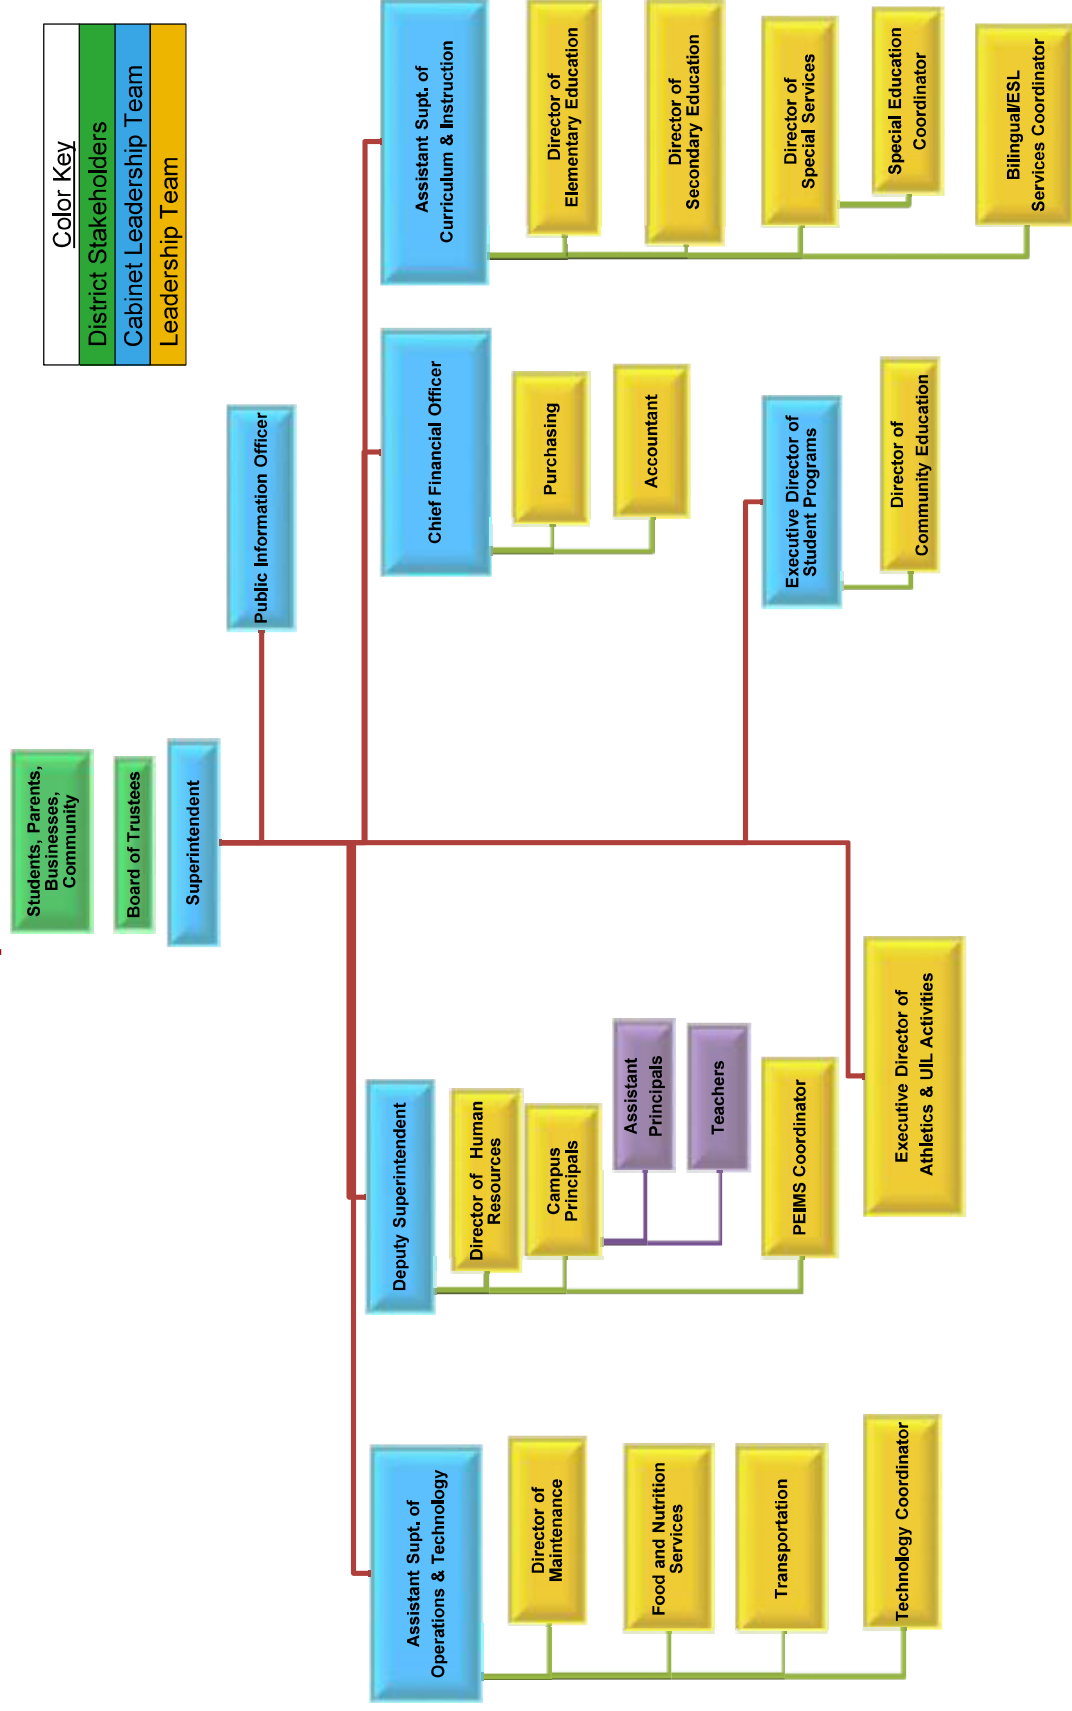 Color Key
District Stakeholders
Cabinet Leadership Team
Leadership Team
Students, Parents,
Businesses,
Community
Board of Trustees
Superintendent
Public Information Officer
Assistant Supt. of
Operations & Technology
Director of
Maintenance
Food and Nutrition
Services
Transportation
Technology Coordinator
Deputy Superintendent
Director of Human
Resources
Campus
Principals
Assistant
Principals
Teachers
PEIMS Coordinator
Executive Director of
Athletics & UIL Activities
Chief Financial Officer
Purchasing
Accountant
Executive Director of
Student Programs
Director of
Community Education
Assistant Supt. of
Curriculum & Instruction
Director of
Elementary Education
Director of
Secondary Education
Director of
Special Services
Special Education
Coordinator
Bilingual/ESL
Services Coordinator